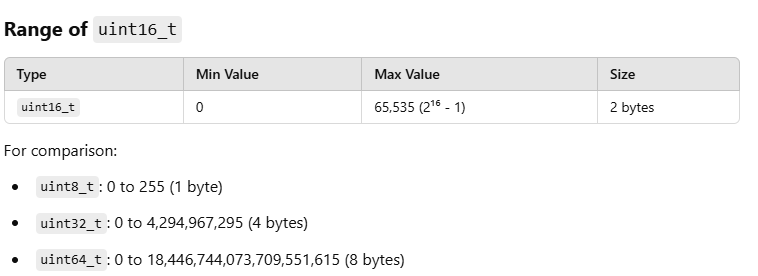 Range of uint16_t
Type Min Value Max Value Size
uint16_t 0 65,535 (2¹⁶ - 1) 2 bytes
For comparison:
• uint8_t: 0 to 255 (1 byte)
• uint32_t: 0 to 4,294,967,295 (4 bytes)
• uint64_t: 0 to 18,446,744,073,709,551,615 (8 bytes)